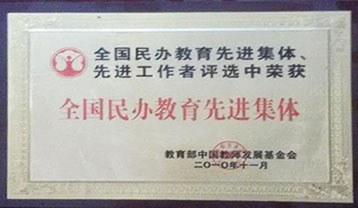 全国民办教育先进集体、
先进工作者评选中荣获
全国民办教育先进集体
教育部中国教师发展基金会
二〇一〇年十一月